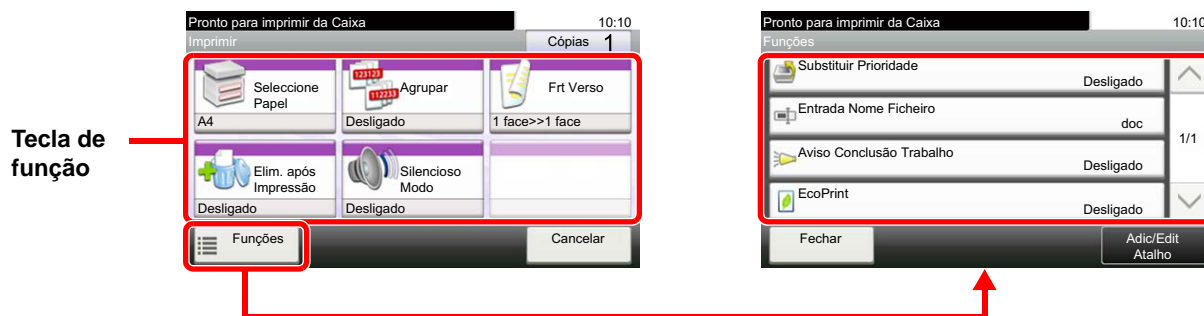 Pronto para imprimir da Caixa 10:10
Imprimir
Cópias 1
Seleccione
Papel
A4
123123
112233
Agrupar
Desligado
Frt Verso
1 face>>1 face
Elim. após
Impressão
Desligado
Silencioso
Modo
Desligado
Funções
Cancelar
Tecla de
função
Pronto para imprimir da Caixa 10:10
Funções
Substituir Prioridade
Desligado
Entrada Nome Ficheiro
doc
Aviso Conclusão Trabalho
Desligado
EcoPrint
Desligado
1/1
Fechar
Adic/Edit
Atalho